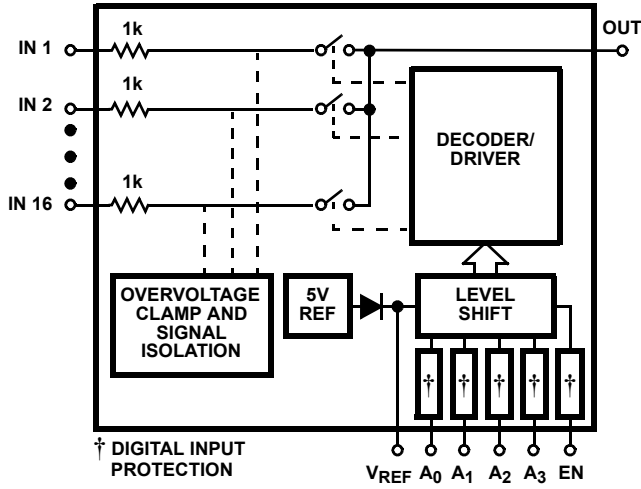 1k
OUT
IN 1
1k
IN 2
DECODER/
DRIVER
1k
IN 16
OVERVOLTAGE
CLAMP AND
SIGNAL
ISOLATION
5V
REF
LEVEL
SHIFT
† † † † †
† DIGITAL INPUT
PROTECTION
VREF A0 A1 A2 A3 EN